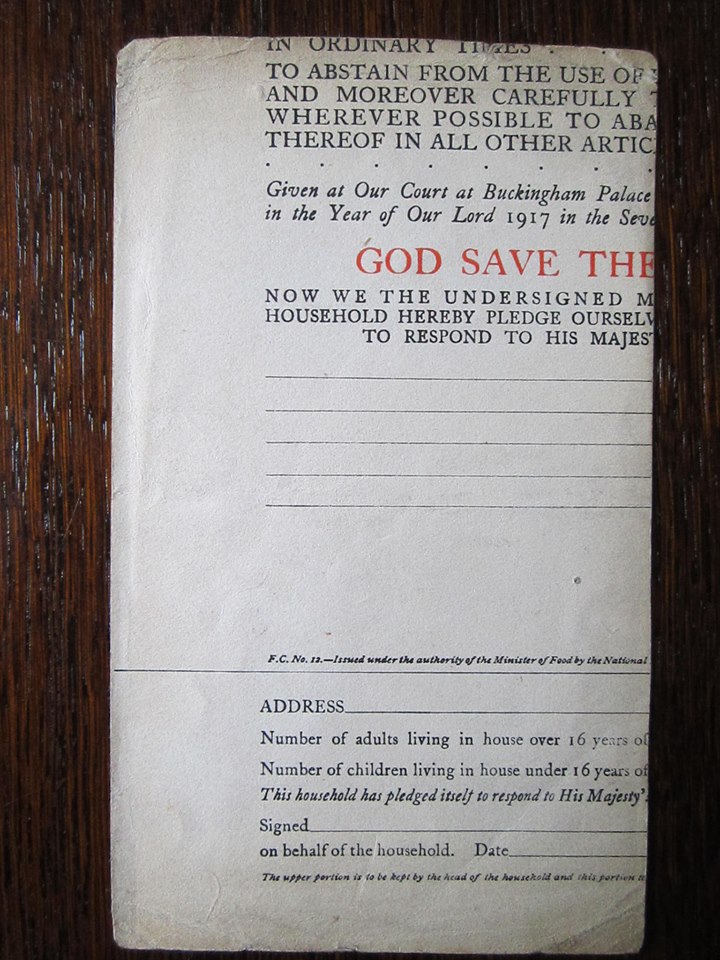 IN ORDINARY TIMES .
TO ABSTAIN FROM THE USE OF
AND MOREOVER CAREFULLY
WHEREVER POSSIBLE TO ABA
THEREOF IN ALL OTHER ARTIC
. . . . . . . .
Given at Our Court at Buckingham Palace
in the Year of Our Lord 1917 in the Seve
GOD SAVE THE
NOW WE THE UNDERSIGNED M
HOUSEHOLD HEREBY PLEDGE OURSELV
TO RESPOND TO HIS MAJEST
F.C. No. 12.—Issued under the authority of the Minister of Food by the National
ADDRESS
Number of adults living in house over 16 years of
Number of children living in house under 16 years of
This household has pledged itself to respond to His Majesty's
Signed
on behalf of the household. Date
The upper portion is to be kept by the head of the household and this portion